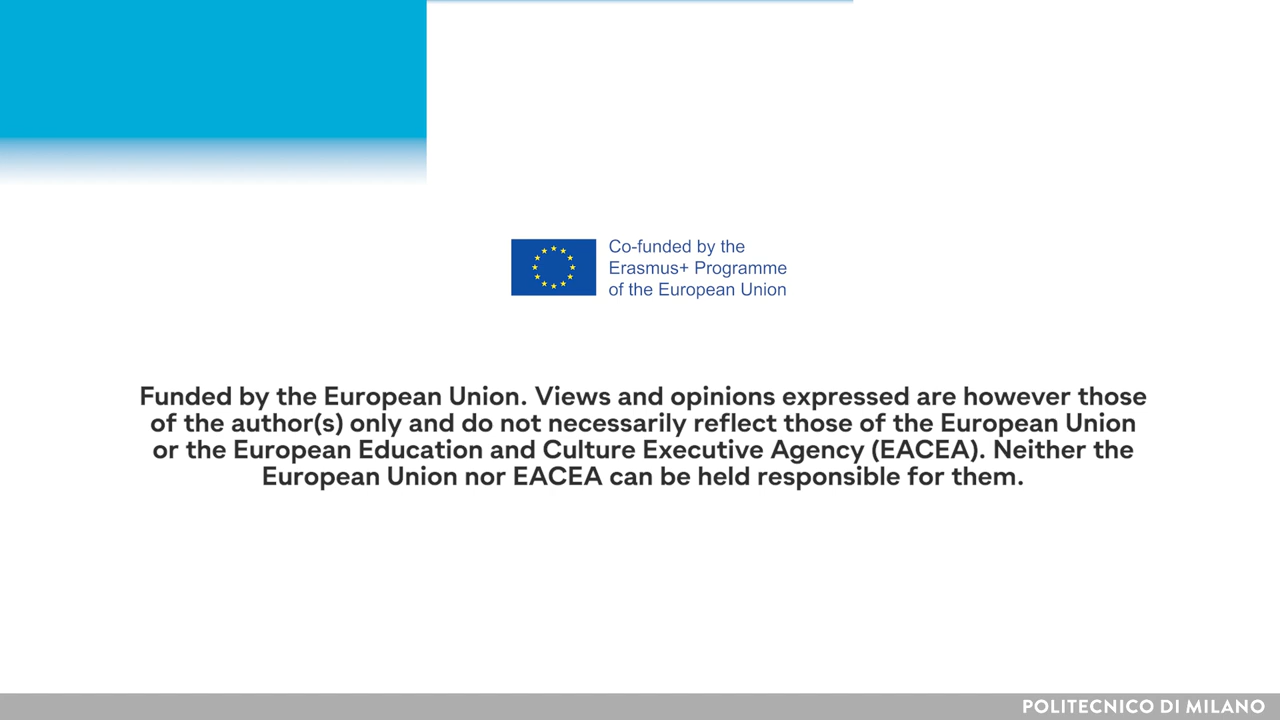 Co-funded by the
Erasmus+ Programme
of the European Union
Funded by the European Union. Views and opinions expressed are however those
of the author(s) only and do not necessarily reflect those of the European Union
or the European Education and Culture Executive Agency (EACEA). Neither the
European Union nor EACEA can be held responsible for them.
POLITECNICO DI MILANO